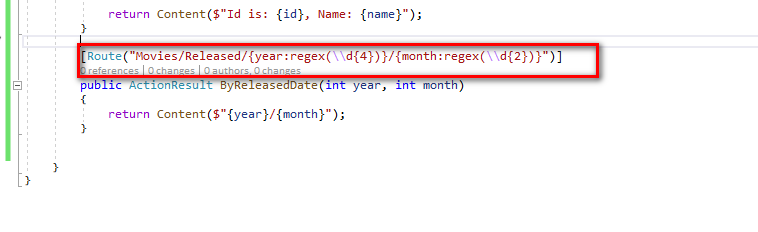 return Content($"Id is: {id}, Name: {name}");
}
[Route("Movies/Released/{year:regex(\\d{4})}/{month:regex(\\d{2})}")]
0 references | 0 changes | 0 authors, 0 changes
public ActionResult ByReleasedDate(int year, int month)
{
return Content($"{year}/{month}");
}
}
}